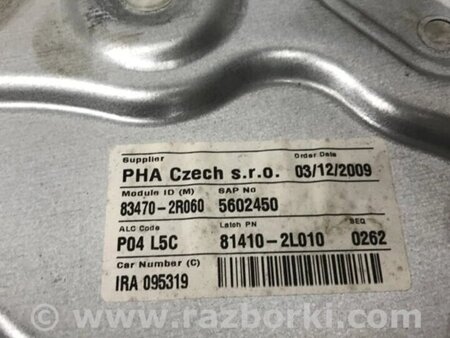 Supplier Order Date
PHA Czech s.r.o. 03/12/2009
Module ID (M) SAP No
83470-2R060 5602450
ALC Code Latch PN SEQ
P04 L5C 81410-2L010 0262
Car Number (C)
IRA 095319
www.razborki.com